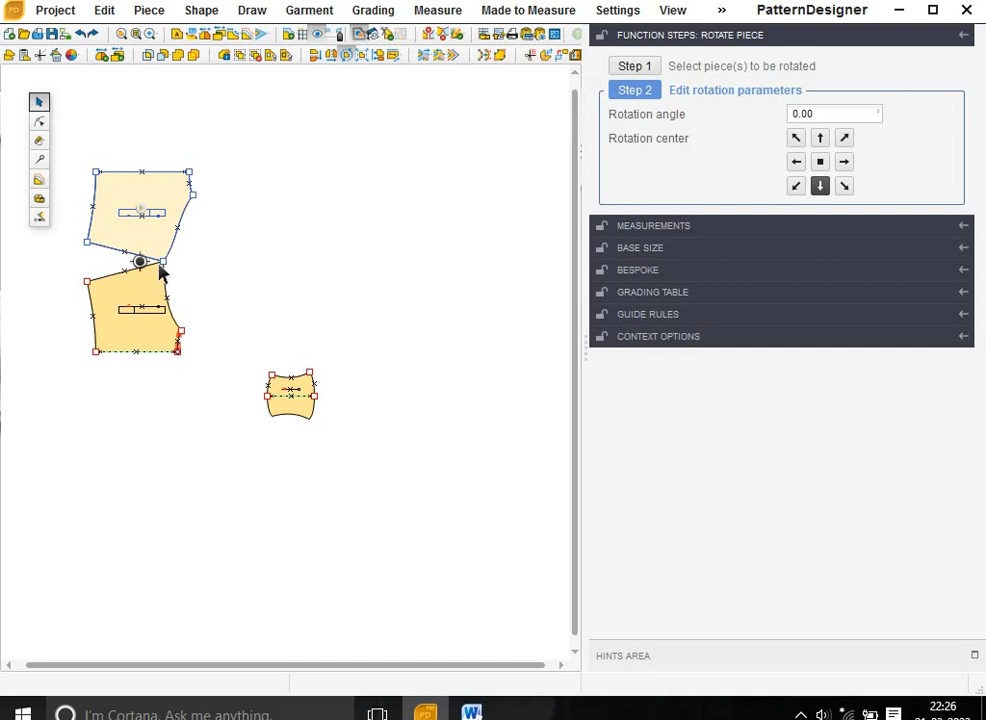 Project Edit Piece Shape Draw Garment Grading Measure Made to Measure Settings View » PatternDesigner
FUNCTION STEPS: ROTATE PIECE
Step 1 Select piece(s) to be rotated
Step 2 Edit rotation parameters
Rotation angle 0.00 °
Rotation center
MEASUREMENTS
BASE SIZE
BESPOKE
GRADING TABLE
GUIDE RULES
CONTEXT OPTIONS
HINTS AREA
22:26
I'm Cortana. Ask me anything.